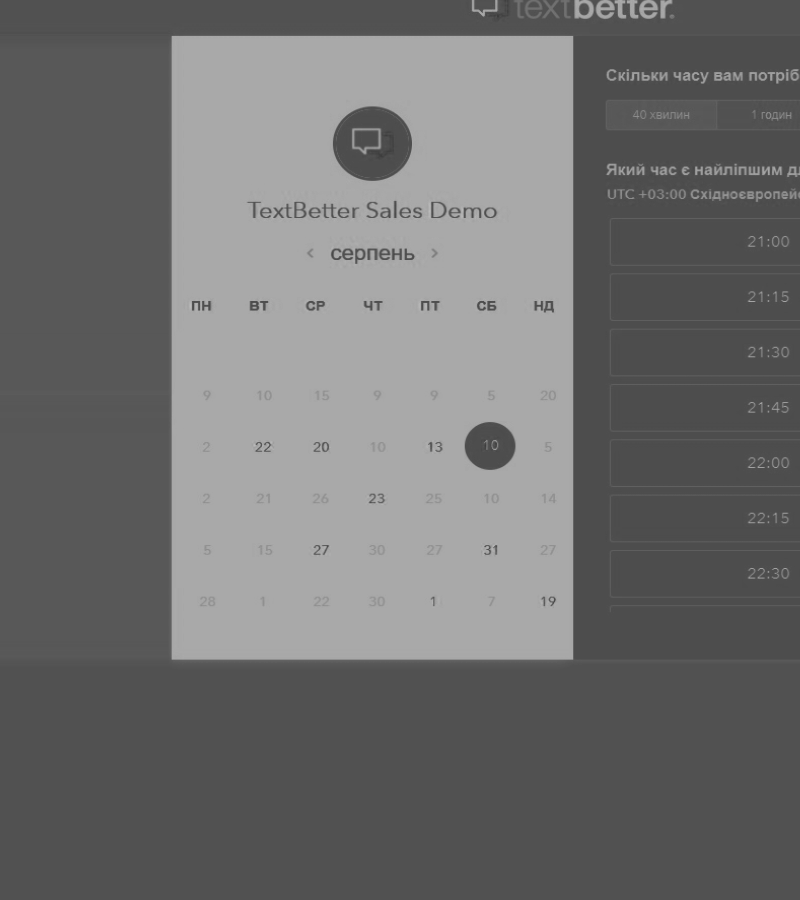 textbetter.
TextBetter Sales Demo
‹ серпень ›
ПН ВТ СР ЧТ ПТ СБ НД
9 10 15 9 9 5 20
2 22 20 10 13 10 5
2 21 26 23 25 10 14
5 15 27 30 27 31 27
28 1 22 30 1 7 19
Скільки часу вам потріб
40 хвилин 1 годин
Який час є найліпшим д
UTC +03:00 Східноєвропей
21:00
21:15
21:30
21:45
22:00
22:15
22:30